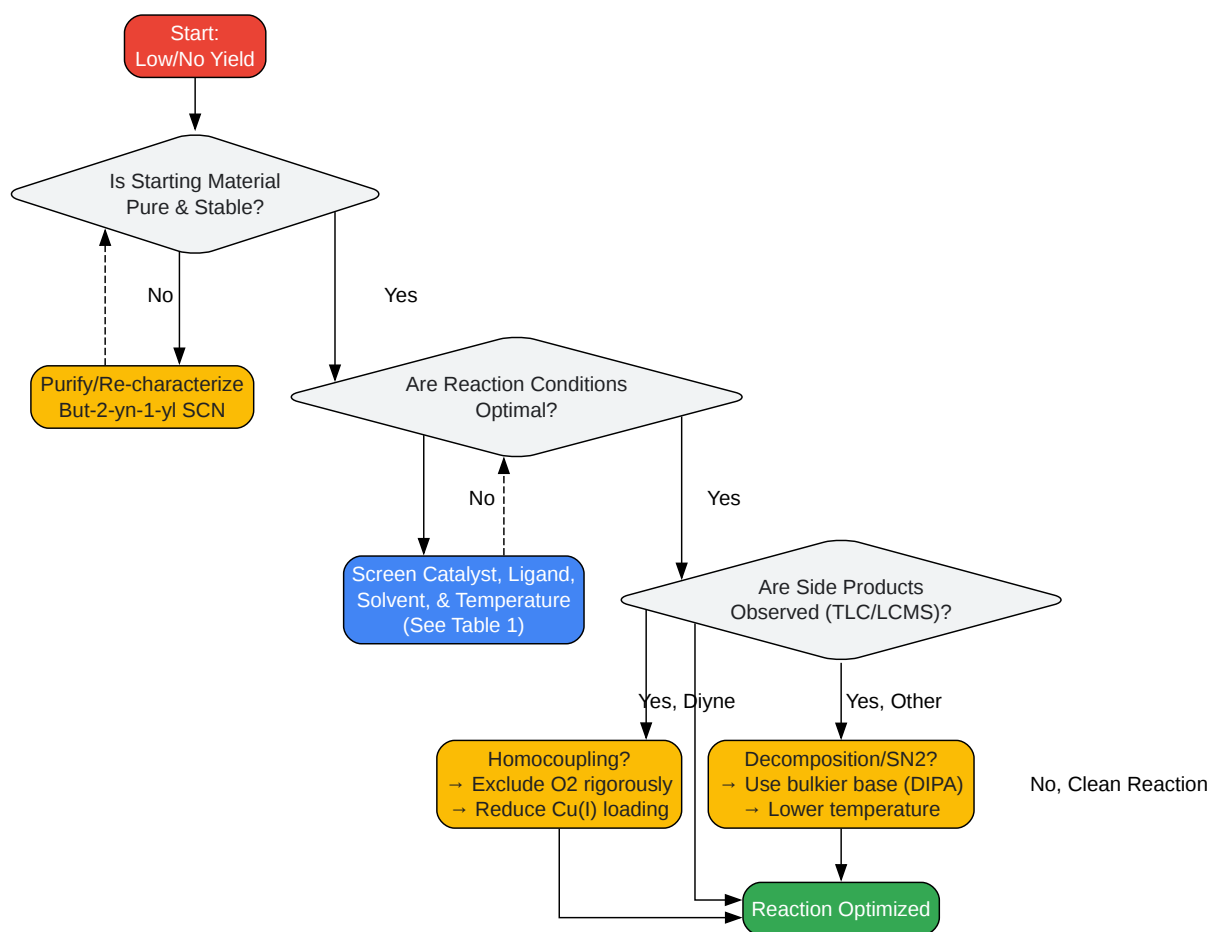 Start:
Low/No Yield
Is Starting Material
Pure & Stable?
No
Yes
Purify/Re-characterize
But-2-yn-1-yl SCN
Are Reaction Conditions
Optimal?
No
Yes
Screen Catalyst, Ligand,
Solvent, & Temperature
(See Table 1)
Are Side Products
Observed (TLC/LCMS)?
Yes, Diyne
Yes, Other
Homocoupling?
→ Exclude O2 rigorously
→ Reduce Cu(I) loading
Decomposition/SN2?
→ Use bulkier base (DIPA)
→ Lower temperature
No, Clean Reaction
Reaction Optimized